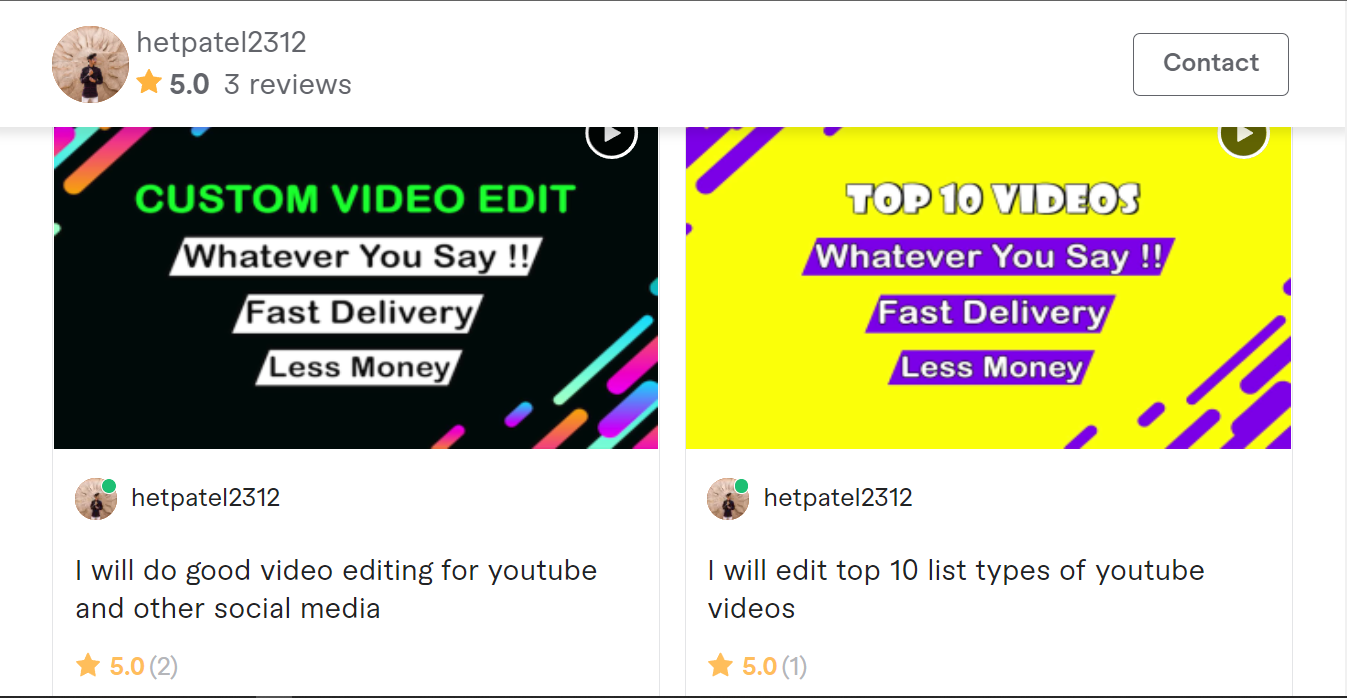 hetpatel2312
5.0 3 reviews
Contact
CUSTOM VIDEO EDIT
Whatever You Say !!
Fast Delivery
Less Money
hetpatel2312
I will do good video editing for youtube
and other social media
5.0 (2)
TOP 10 VIDEOS
Whatever You Say !!
Fast Delivery
Less Money
hetpatel2312
I will edit top 10 list types of youtube
videos
5.0 (1)